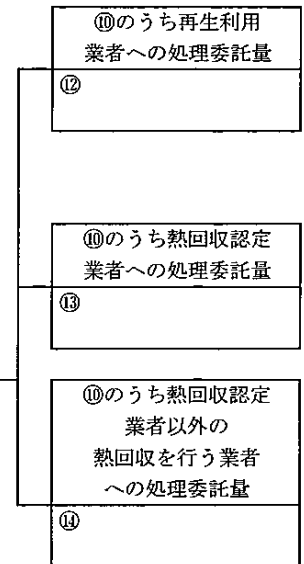 ⑩のうち再生利用
業者への処理委託量
⑫
⑩のうち熱回収認定
業者への処理委託量
⑬
⑩のうち熱回収認定
業者以外の
熱回収を行う業者
への処理委託量
⑭